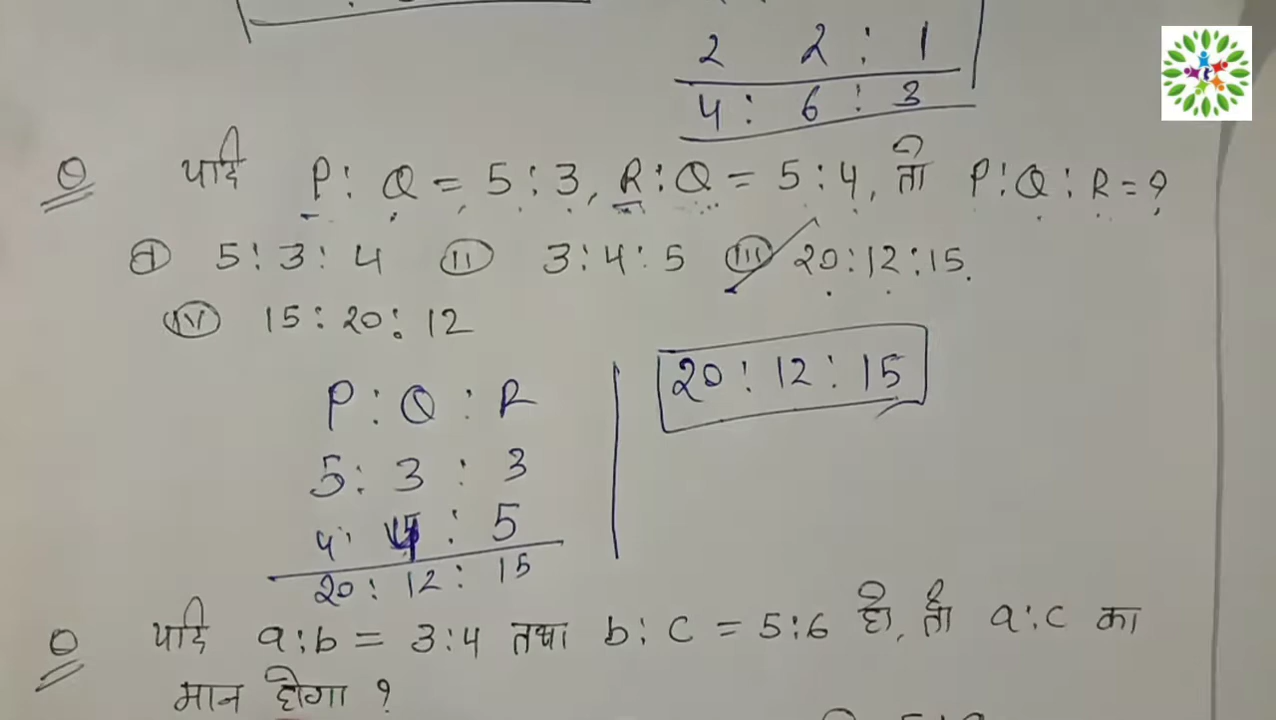 2 2 : 1
4 : 6 : 3
Q यदि P : Q = 5 : 3, R : Q = 5 : 4, तो P : Q : R = ?
(I) 5 : 3 : 4 (II) 3 : 4 : 5 (III) 20 : 12 : 15.
(IV) 15 : 20 : 12
20 : 12 : 15
P : Q : R
5 : 3 : 3
4 : 4 : 5
20 : 12 : 15
Q यदि a : b = 3 : 4 तथा b : c = 5 : 6 हो, तो a : c का
मान होगा ?